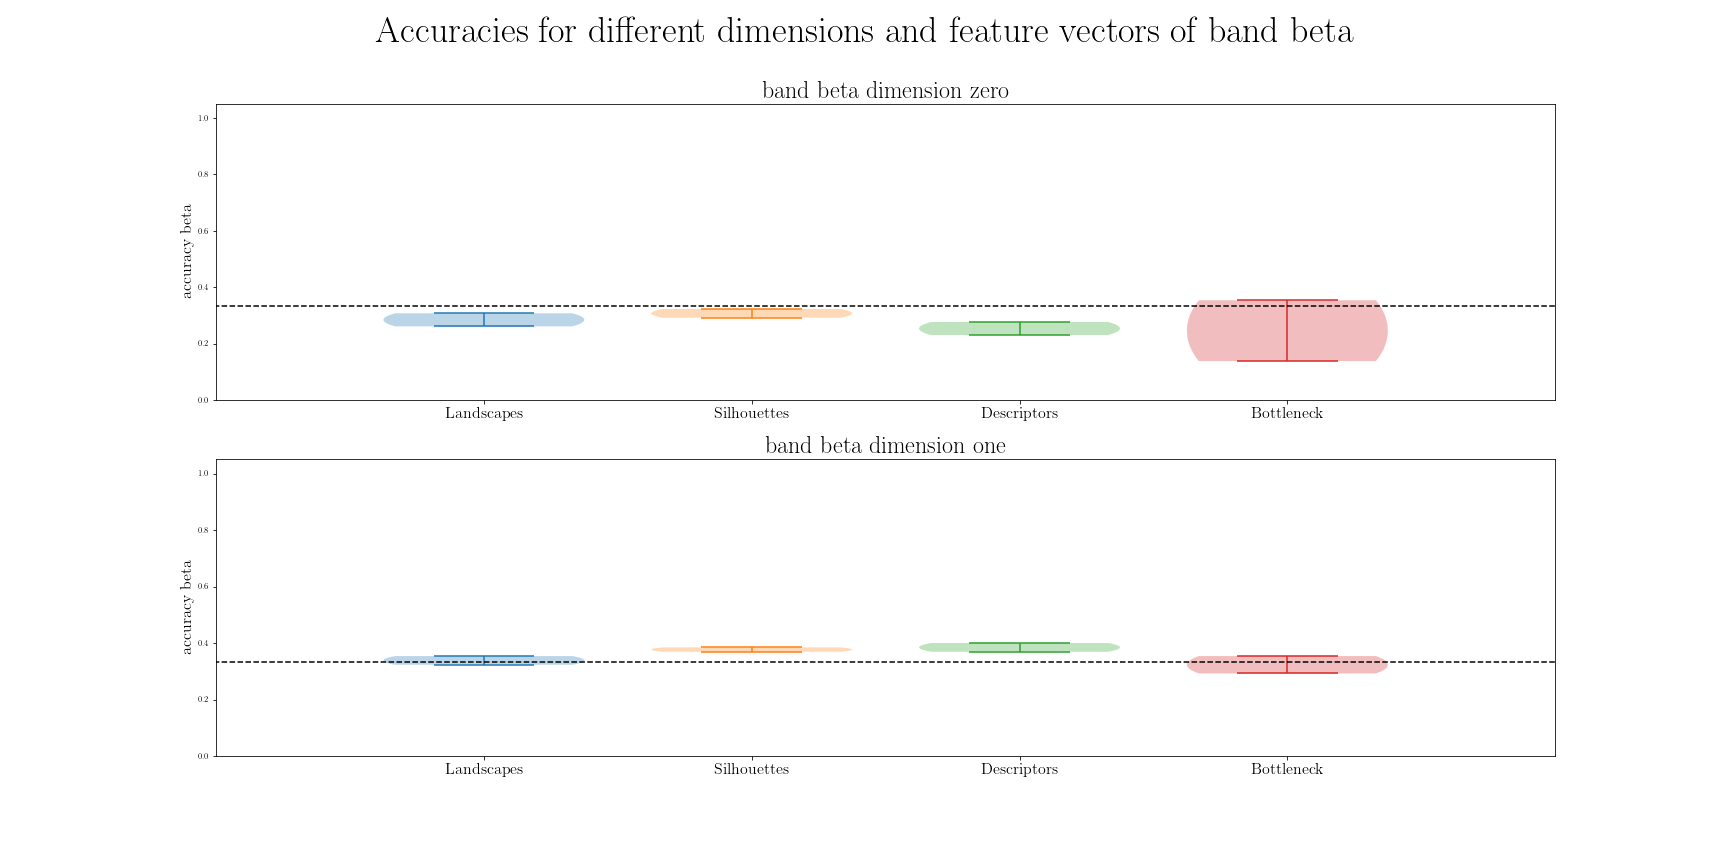 Accuracies for different dimensions and feature vectors of band beta
band beta dimension zero
accuracy beta
1.0
0.8
0.6
0.4
0.2
0.0
Landscapes Silhouettes Descriptors Bottleneck
band beta dimension one
accuracy beta
1.0
0.8
0.6
0.4
0.2
0.0
Landscapes Silhouettes Descriptors Bottleneck